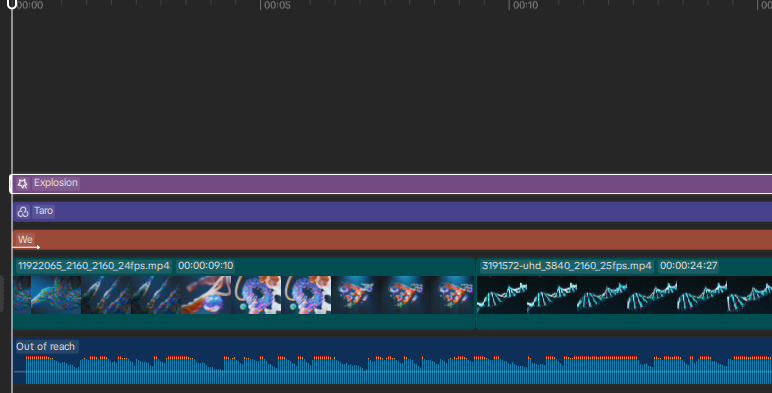 00:00
00:05
00:10
00
Explosion
Taro
We
11922065_2160_2160_24fps.mp4 00:00:09:10
3191572-uhd_3840_2160_25fps.mp4 00:00:24:27
Out of reach